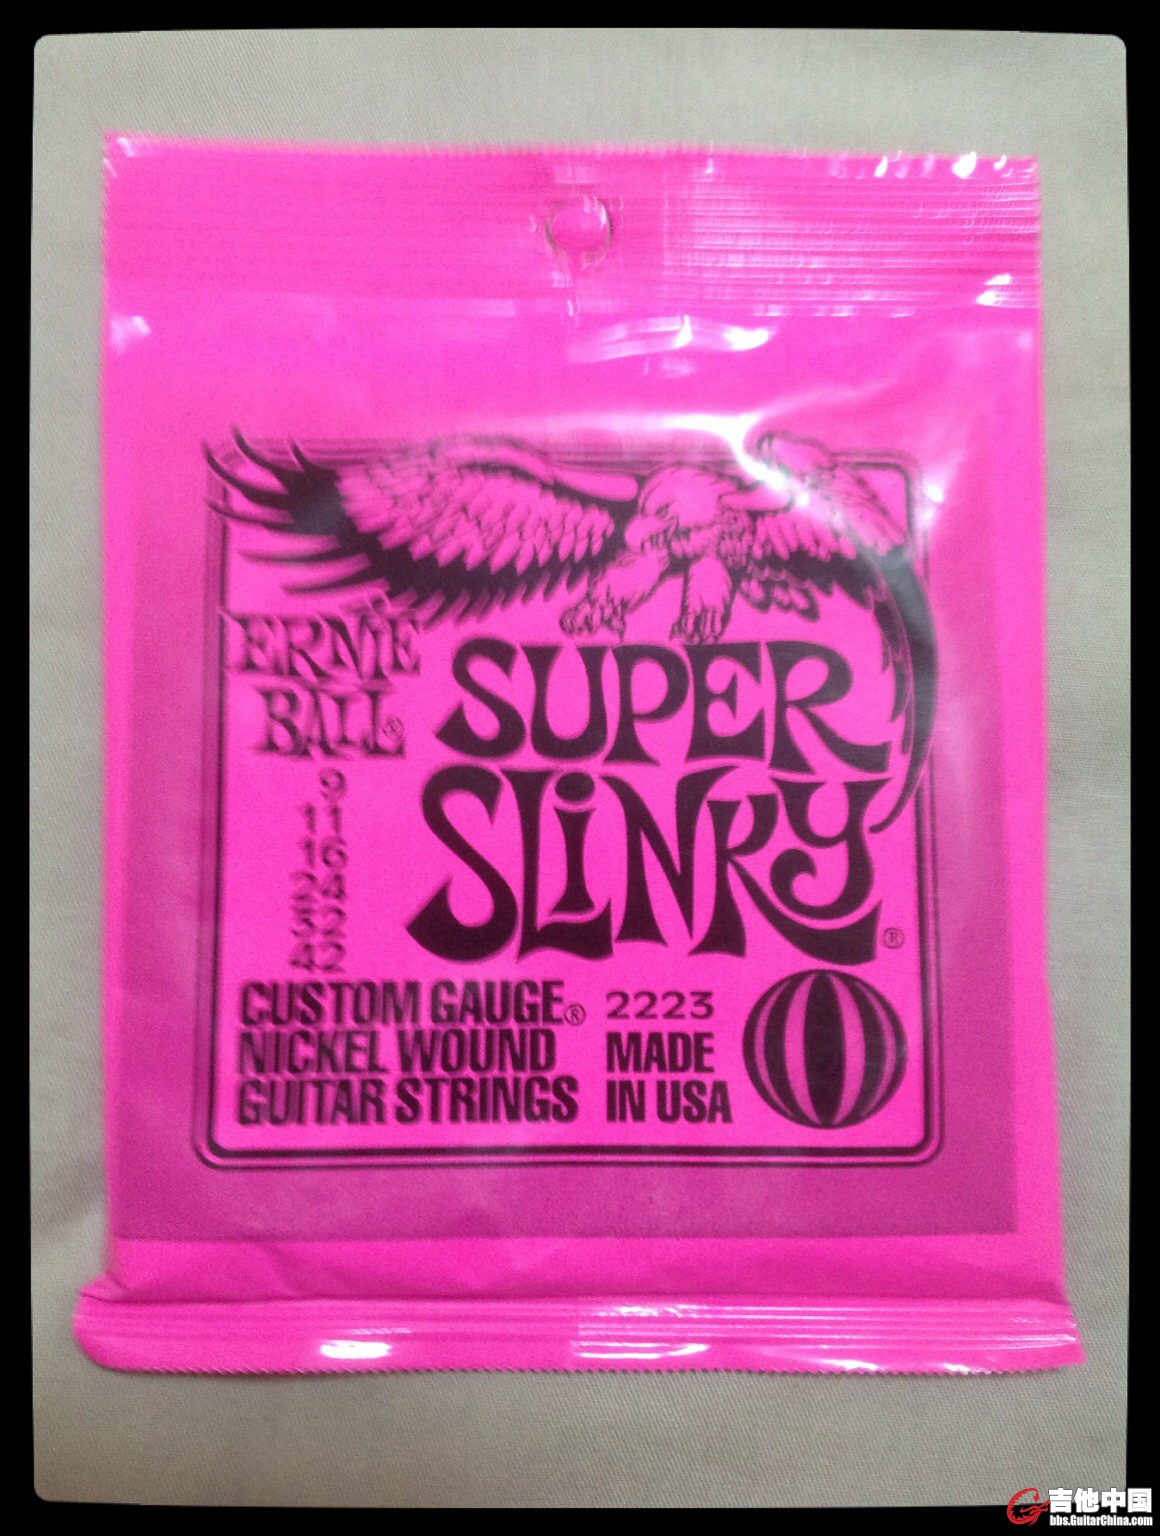 ERNIE
BALL®
SUPER
SLiNKY®
9
11
16
24
32
42
CUSTOM GAUGE®
NICKEL WOUND
GUITAR STRINGS
2223
MADE
IN USA
吉他中国
bbs.GuitarChina.com